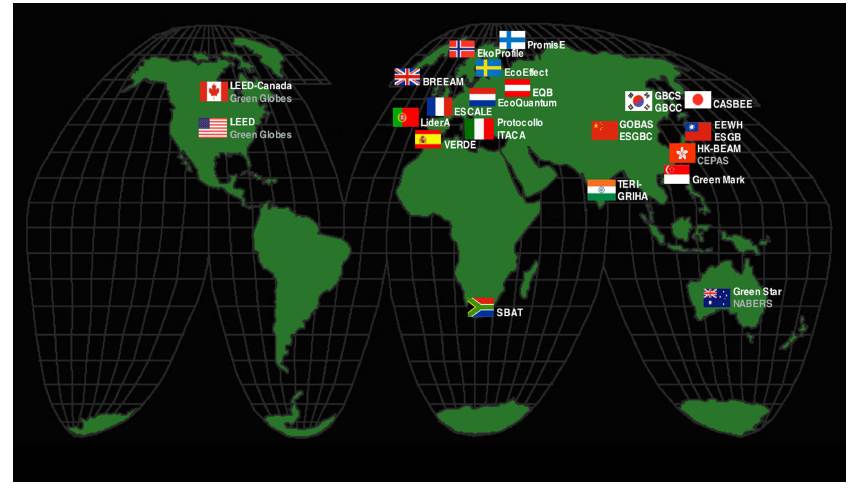 PromisE
EkoProfile
EcoEffect
BREEAM
LEED-Canada
Green Globes
EQB
EcoQuantum
ESCALE
GBCS
GBCC
CASBEE
LEED
Green Globes
LiderA
Protocollo
ITACA
VERDE
GOBAS
ESGBC
EEWH
ESGB
HK-BEAM
CEPAS
Green Mark
TERI-
GRIHA
Green Star
NABERS
SBAT